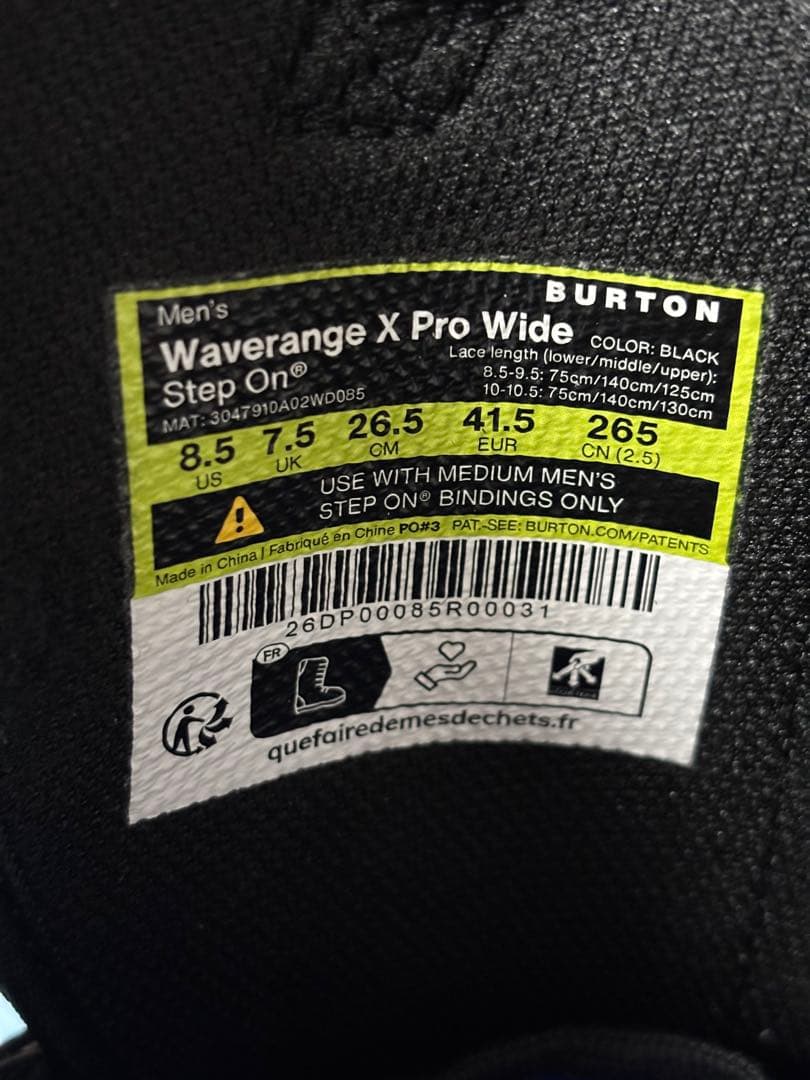 Men's
BURTON
Waverange X Pro Wide
COLOR: BLACK
Step On®
Lace length (lower/middle/upper):
8.5-9.5: 75cm/140cm/125cm
10-10.5: 75cm/140cm/130cm
MAT: 3047910A02WD085
8.5 7.5 26.5 41.5 265
US UK CM EUR CN (2.5)
USE WITH MEDIUM MEN'S
STEP ON® BINDINGS ONLY
Made in China | Fabriqué en Chine PO#3 PAT.-SEE: BURTON.COM/PATENTS
26DP00085R00031
FR
quefairedemesdechets.fr